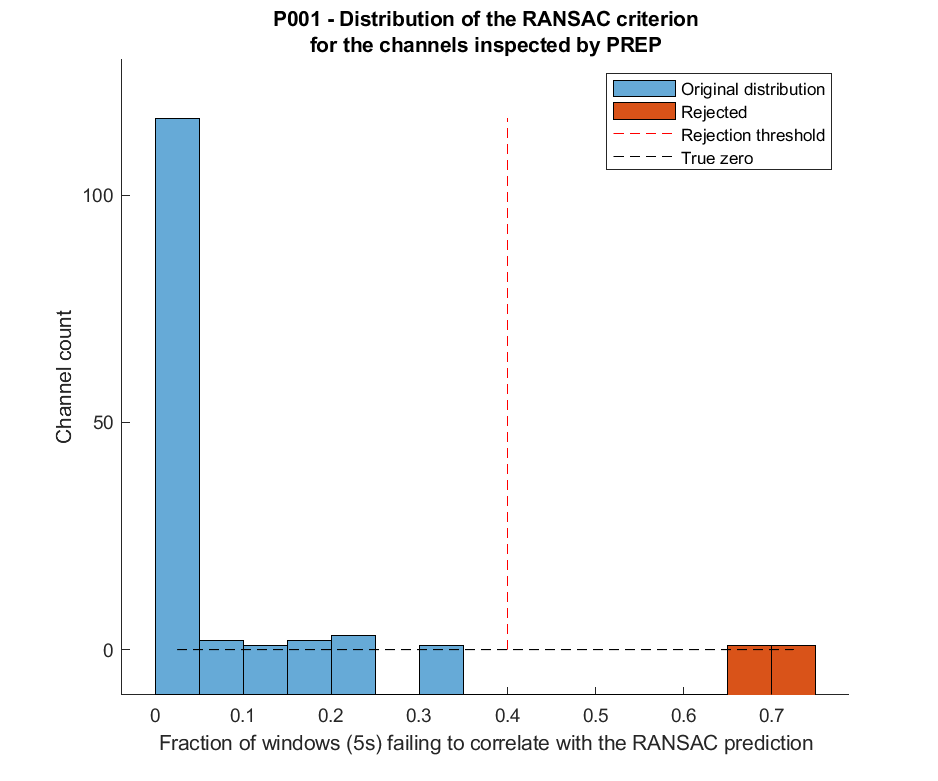 P001 - Distribution of the RANSAC criterion
for the channels inspected by PREP
Original distribution
Rejected
Rejection threshold
True zero
Channel count
100
50
0
0 0.1 0.2 0.3 0.4 0.5 0.6 0.7
Fraction of windows (5s) failing to correlate with the RANSAC prediction